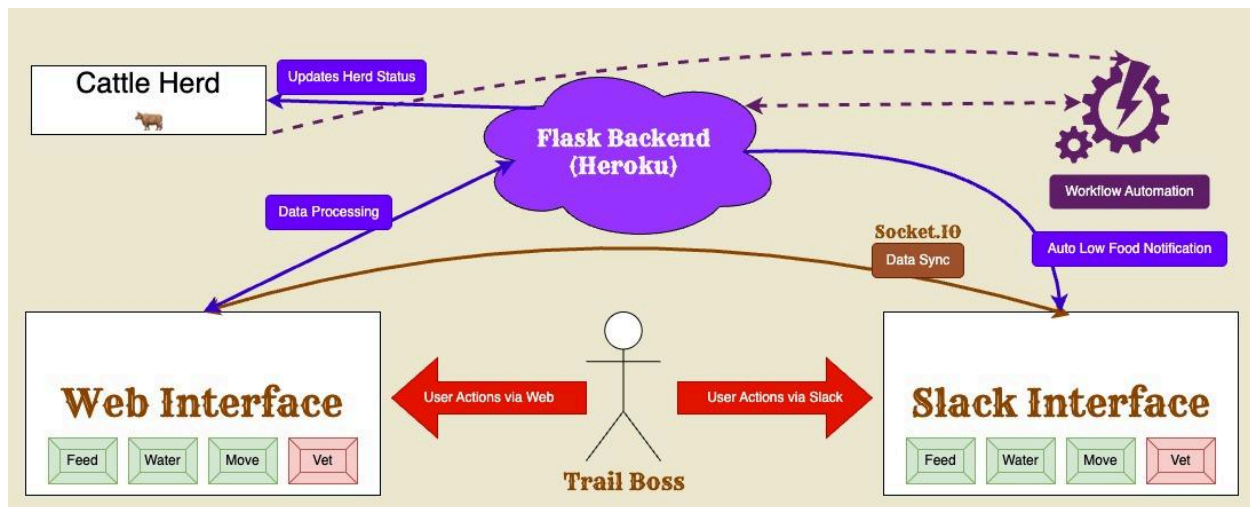 Cattle Herd
Updates Herd Status
Flask Backend
(Heroku)
Workflow Automation
Data Processing
Socket.IO
Data Sync
Auto Low Food Notification
Web Interface
Feed
Water
Move
Vet
User Actions via Web
User Actions via Slack
Trail Boss
Slack Interface
Feed
Water
Move
Vet